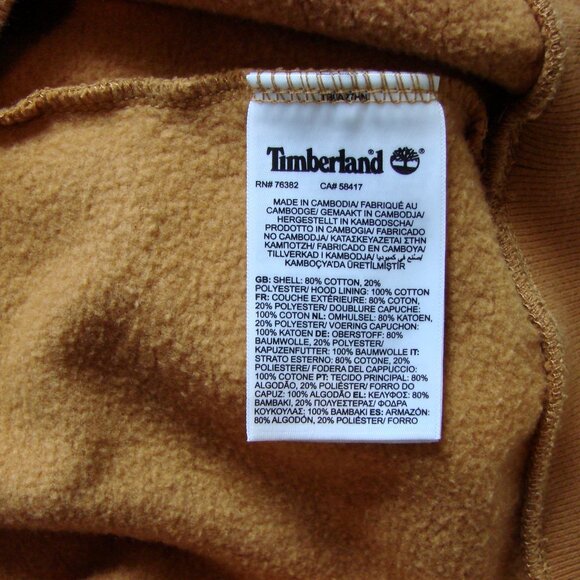 Timberland
RN# 76382 CA# 58417
MADE IN CAMBODIA/ FABRIQUÉ AU
CAMBODGE/ GEMAAKT IN CAMBODJA/
HERGESTELLT IN KAMBODSCHA/
PRODOTTO IN CAMBOGIA/ FABRICADO
NO CAMBODJA/ ΚΑΤΑΣΚΕΥΑΖΕΤΑΙ ΣΤΗΝ
ΚΑΜΠΟΤΖΗ/ FABRICADO EN CAMBOYA/
TILLVERKAD I KAMBODJA/ صنع في كمبوديا/
KAMBOÇYA'DA ÜRETİLMİŞTİR
GB: SHELL: 80% COTTON, 20%
POLYESTER/ HOOD LINING: 100% COTTON
FR: COUCHE EXTÉRIEURE: 80% COTON,
20% POLYESTER/ DOUBLURE CAPUCHE:
100% COTON NL: OMHULSEL: 80% KATOEN,
20% POLYESTER/ VOERING CAPUCHON:
100% KATOEN DE: OBERSTOFF: 80%
BAUMWOLLE, 20% POLYESTER/
KAPUZENFUTTER: 100% BAUMWOLLE IT:
STRATO ESTERNO: 80% COTONE, 20%
POLIESTERE/ FODERA DEL CAPPUCCIO:
100% COTONE PT: TECIDO PRINCIPAL: 80%
ALGODÃO, 20% POLIÉSTER/ FORRO DO
CAPUZ: 100% ALGODÃO EL: ΚΕΛΥΦΟΣ: 80%
ΒΑΜΒΑΚΙ, 20% ΠΟΛΥΕΣΤΕΡΑΣ/ ΦΟΔΡΑ
ΚΟΥΚΟΥΛΑΣ: 100% ΒΑΜΒΑΚΙ ES: ARMAZÓN:
80% ALGODÓN, 20% POLIÉSTER/ FORRO